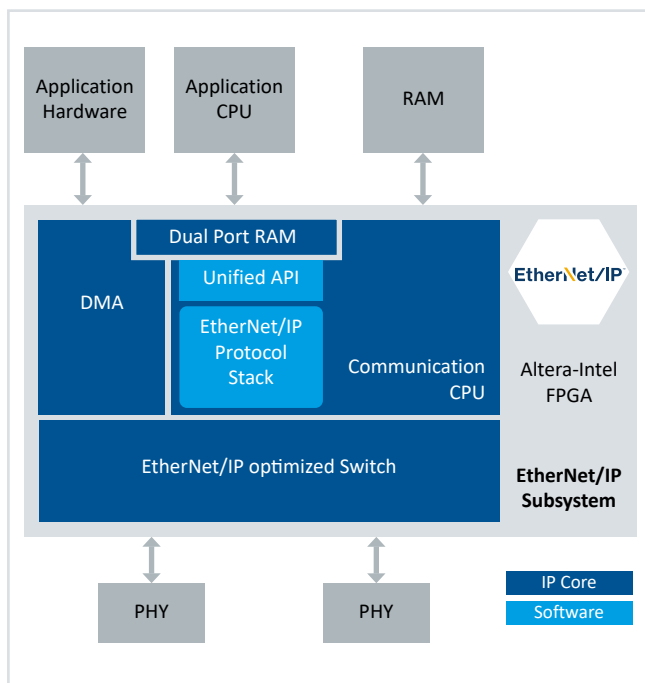 Application
Hardware
Application
CPU
RAM
Dual Port RAM
Unified API
DMA
EtherNet/IP
Protocol
Stack
Communication
CPU
EtherNet/IP
Altera-Intel
FPGA
EtherNet/IP optimized Switch
EtherNet/IP
Subsystem
PHY
PHY
IP Core
Software